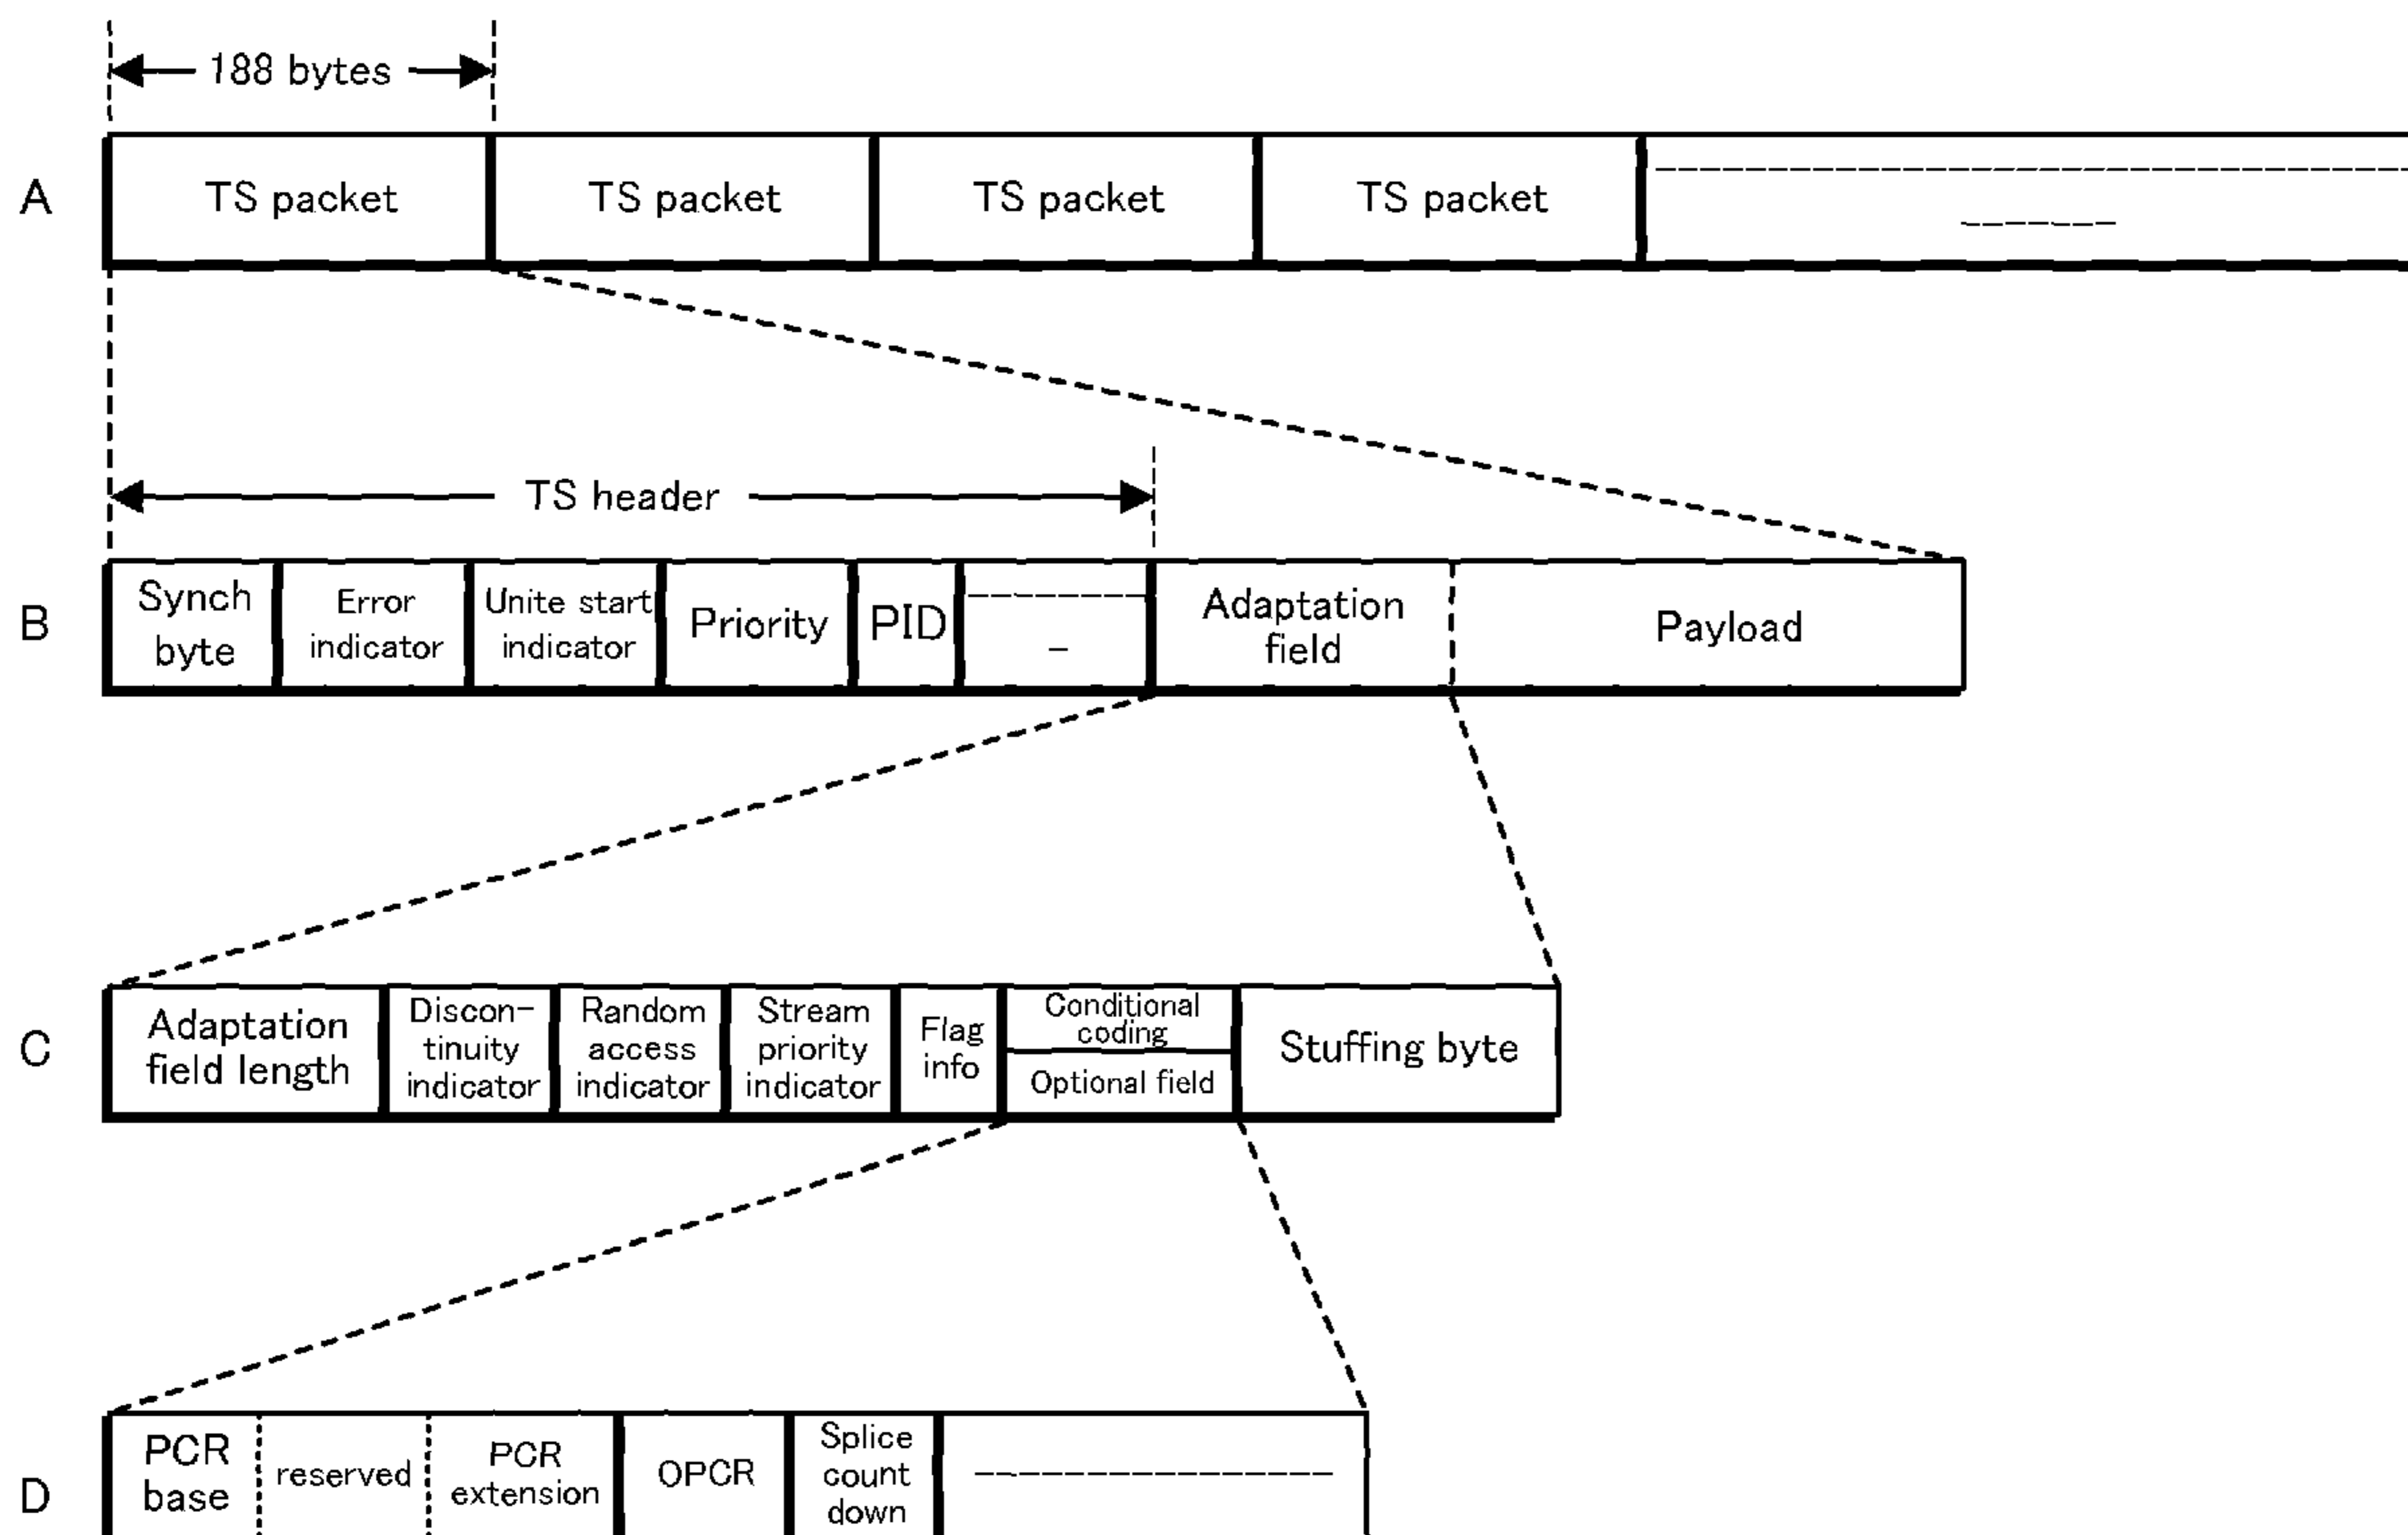 188 bytes
A
TS packet
TS packet
TS packet
TS packet
TS header
B
Synch
byte
Error
indicator
Unite start
indicator
Priority
PID
Adaptation
field
Payload
C
Adaptation
field length
Discon-
tinuity
indicator
Random
access
indicator
Stream
priority
indicator
Flag
info
Conditional
coding
Optional field
Stuffing byte
D
PCR
base
reserved
PCR
extension
OPCR
Splice
count
down